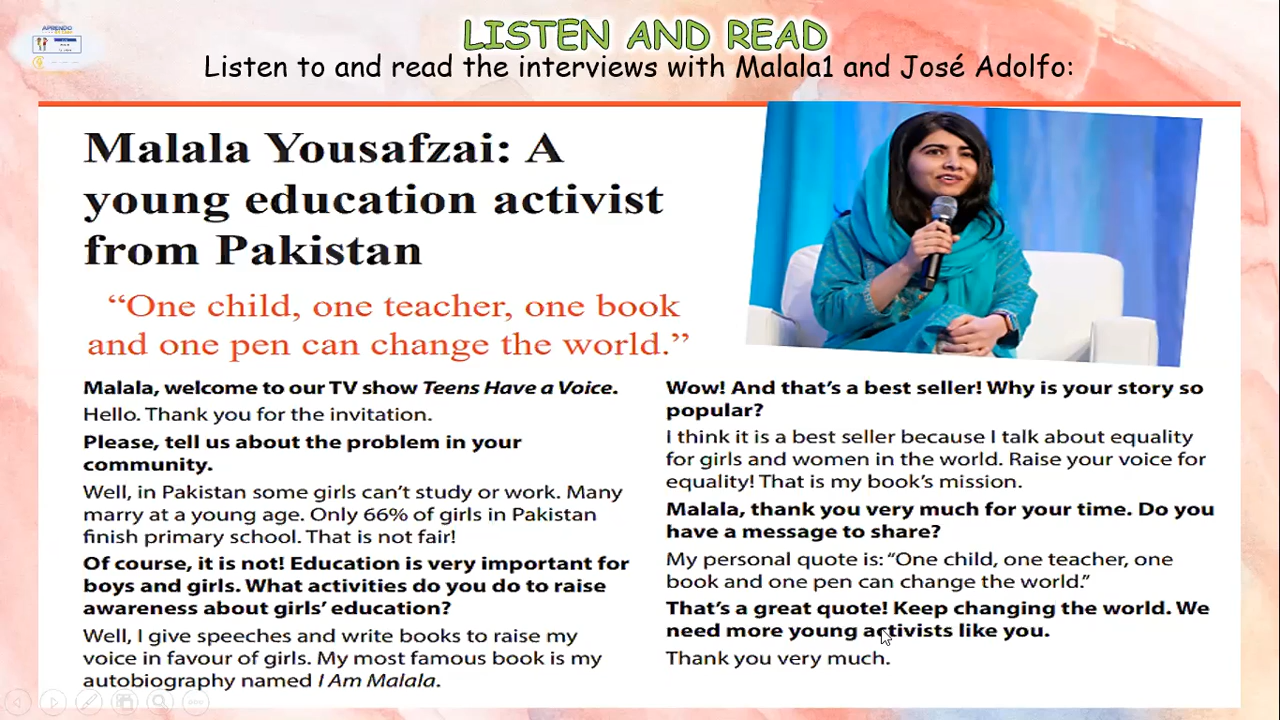 APRENDO
LISTEN AND READ
Listen to and read the interviews with Malala1 and José Adolfo:
Malala Yousafzai: A
young education activist
from Pakistan
“One child, one teacher, one book
and one pen can change the world.”
Malala, welcome to our TV show Teens Have a Voice.
Hello. Thank you for the invitation.
Please, tell us about the problem in your
community.
Well, in Pakistan some girls can’t study or work. Many
marry at a young age. Only 66% of girls in Pakistan
finish primary school. That is not fair!
Of course, it is not! Education is very important for
boys and girls. What activities do you do to raise
awareness about girls’ education?
Well, I give speeches and write books to raise my
voice in favour of girls. My most famous book is my
autobiography named I Am Malala.
Wow! And that’s a best seller! Why is your story so
popular?
I think it is a best seller because I talk about equality
for girls and women in the world. Raise your voice for
equality! That is my book’s mission.
Malala, thank you very much for your time. Do you
have a message to share?
My personal quote is: “One child, one teacher, one
book and one pen can change the world.”
That’s a great quote! Keep changing the world. We
need more young activists like you.
Thank you very much.